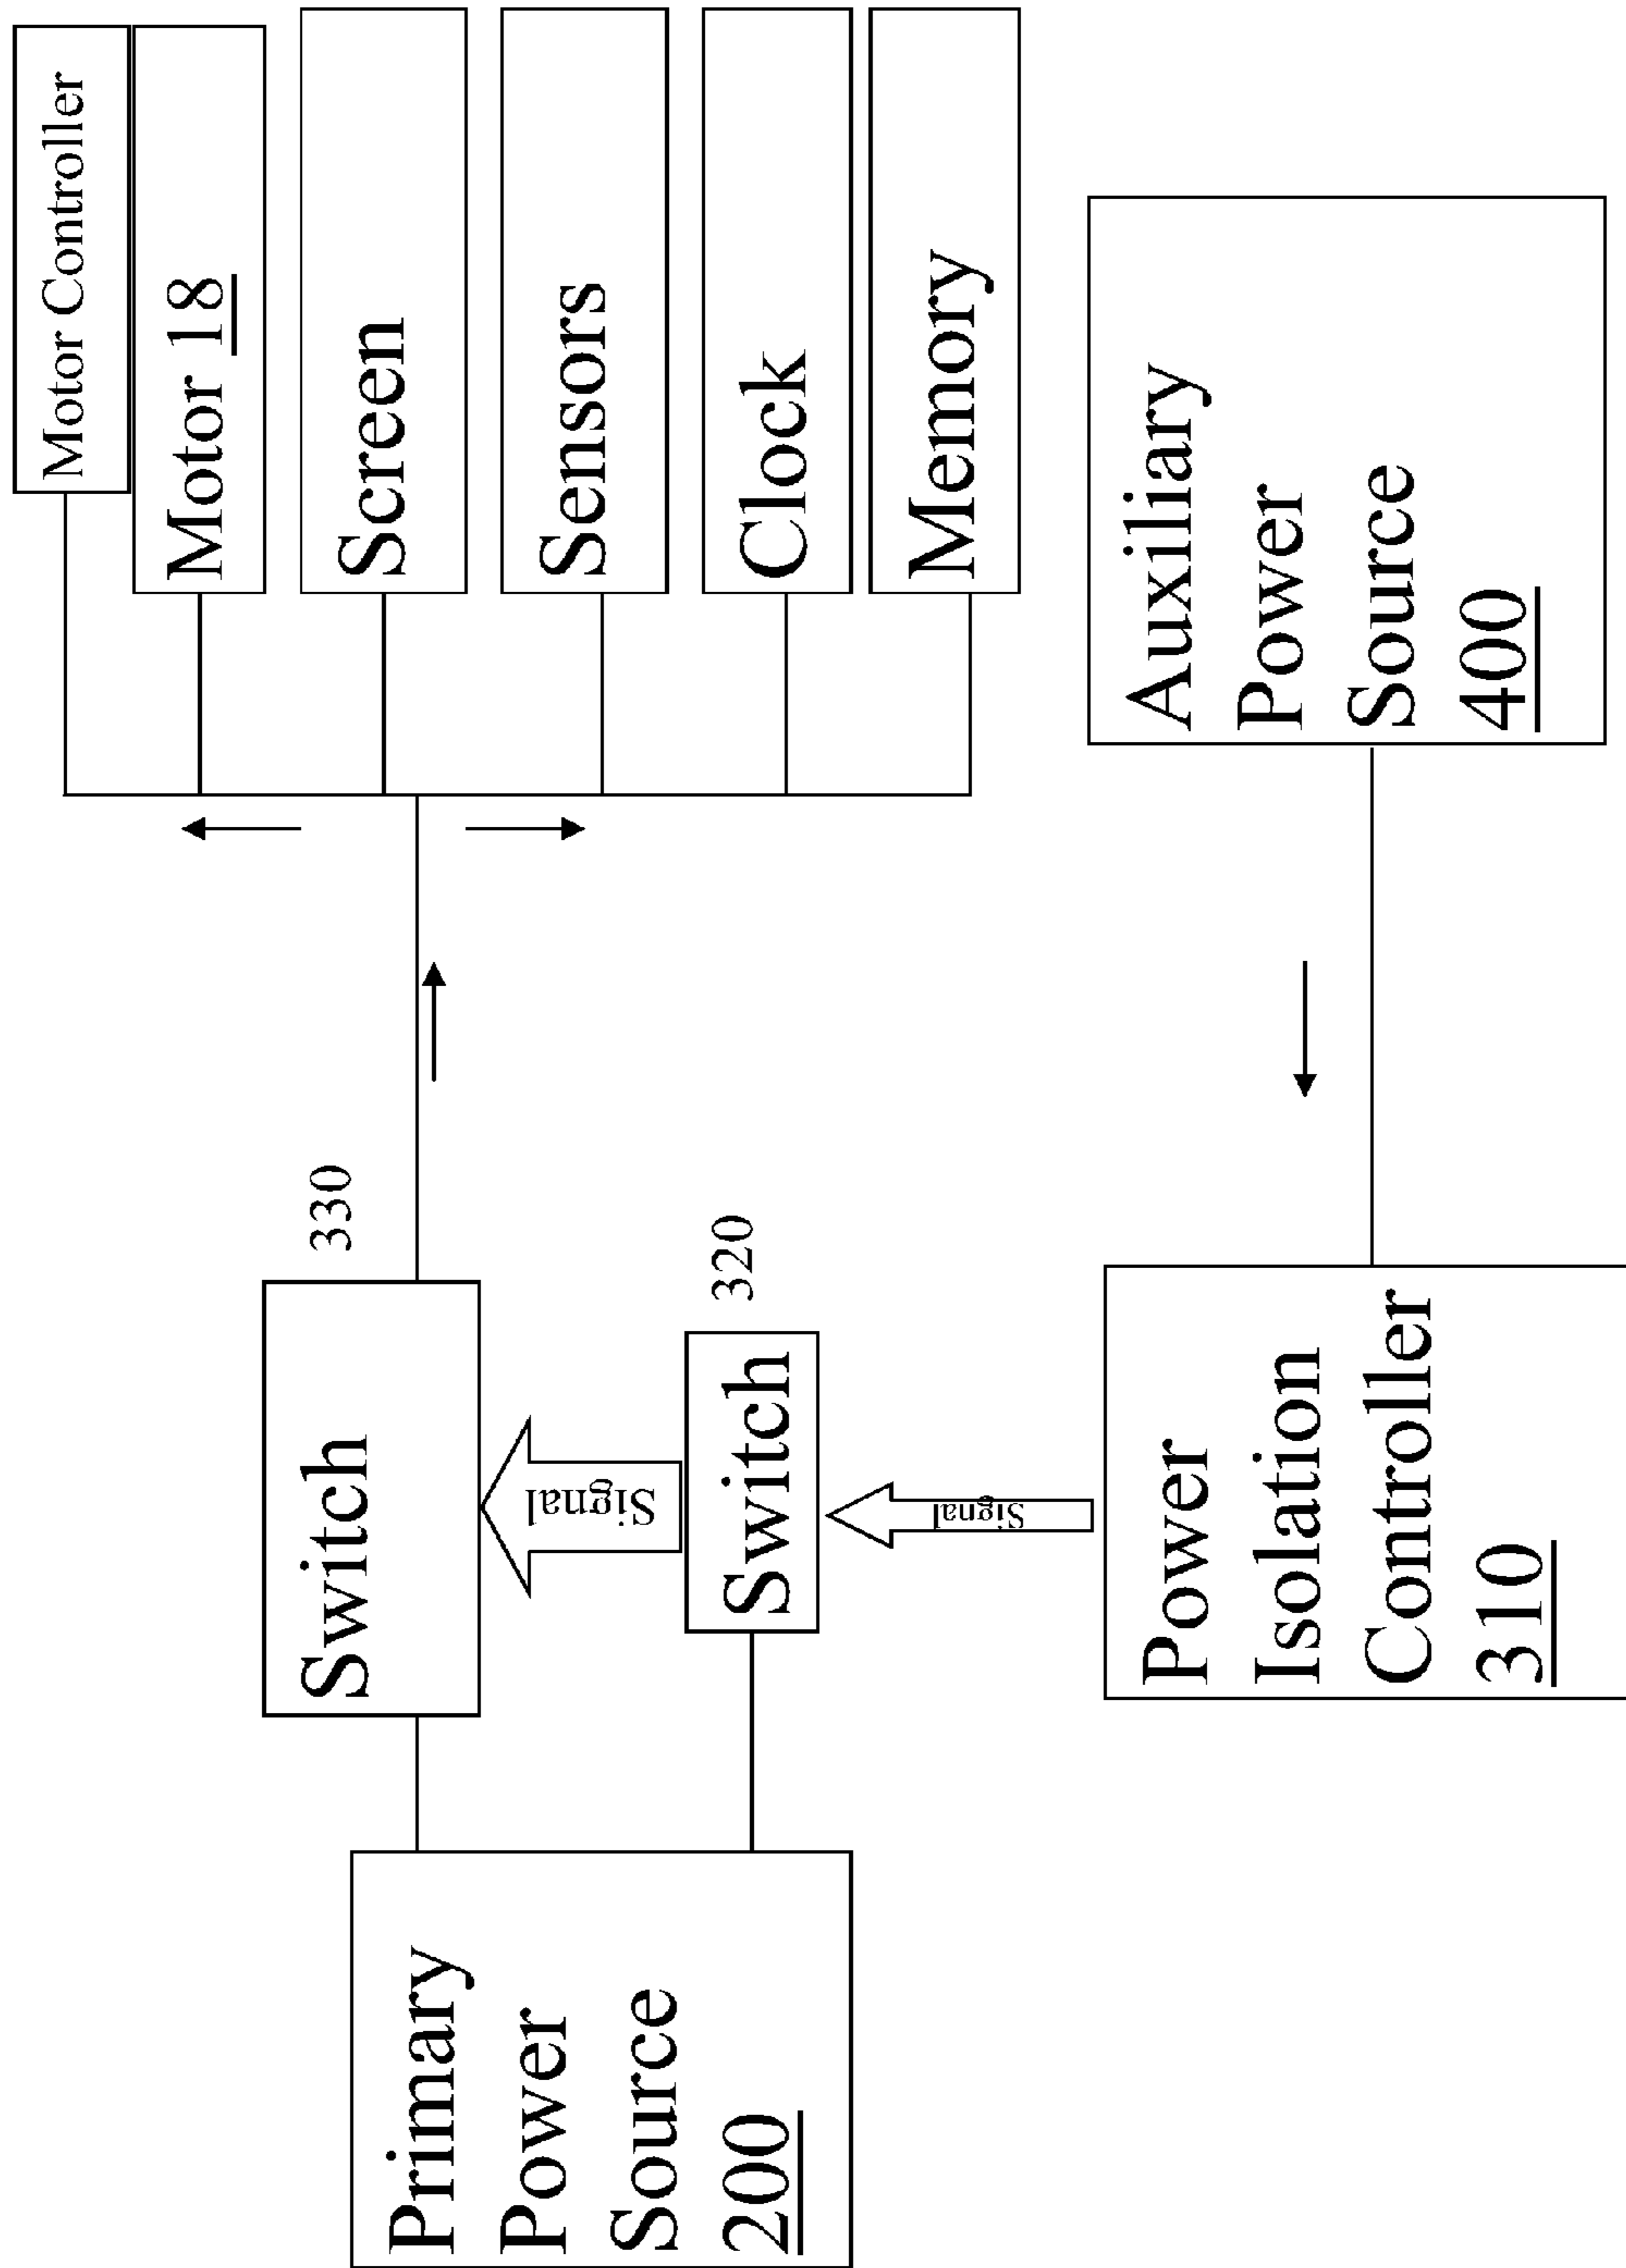 Motor Controller
Motor 18
Screen
Sensors
Clock
Memory
Switch
330
Signal
Switch
320
Signal
Primary
Power
Source
200
Power
Isolation
Controller
310
Auxiliary
Power
Source
400